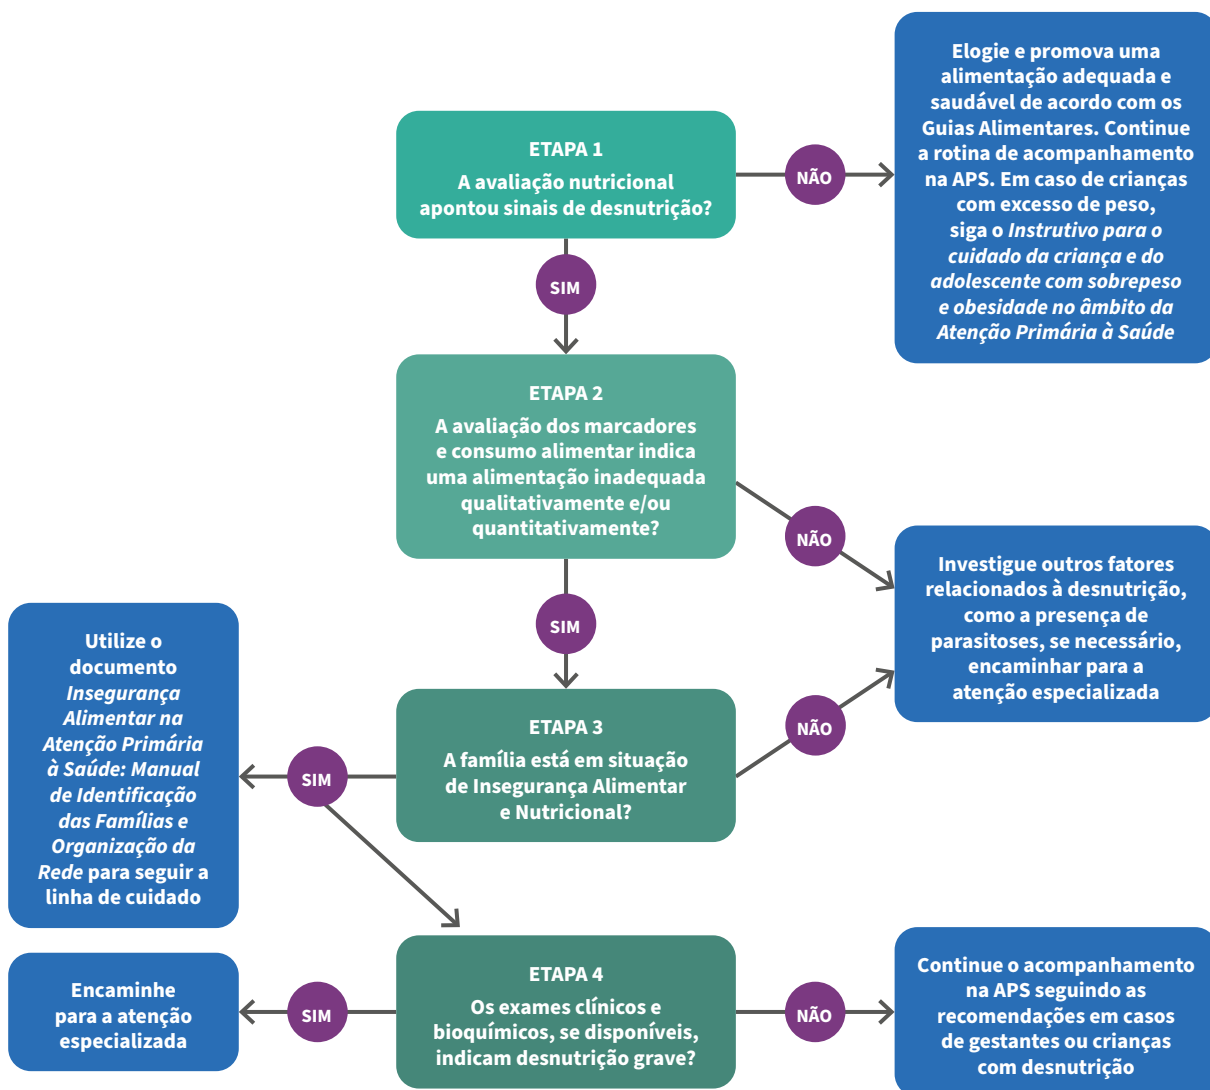 ETAPA 1
A avaliação nutricional
apontou sinais de desnutrição?
NÃO
Elogie e promova uma
alimentação adequada e
saudável de acordo com os
Guias Alimentares. Continue
a rotina de acompanhamento
na APS. Em caso de crianças
com excesso de peso,
siga o Instrutivo para o
cuidado da criança e do
adolescente com sobrepeso
e obesidade no âmbito da
Atenção Primária à Saúde
SIM
ETAPA 2
A avaliação dos marcadores
e consumo alimentar indica
uma alimentação inadequada
qualitativamente e/ou
quantitativamente?
NÃO
Investigue outros fatores
relacionados à desnutrição,
como a presença de
parasitoses, se necessário,
encaminhar para a
atenção especializada
SIM
ETAPA 3
A família está em situação
de Insegurança Alimentar
e Nutricional?
NÃO
SIM
Utilize o
documento
Insegurança
Alimentar na
Atenção Primária
à Saúde: Manual
de Identificação
das Famílias e
Organização da
Rede para seguir a
linha de cuidado
ETAPA 4
Os exames clínicos e
bioquímicos, se disponíveis,
indicam desnutrição grave?
SIM
Encaminhe
para a atenção
especializada
NÃO
Continue o acompanhamento
na APS seguindo as
recomendações em casos
de gestantes ou crianças
com desnutrição